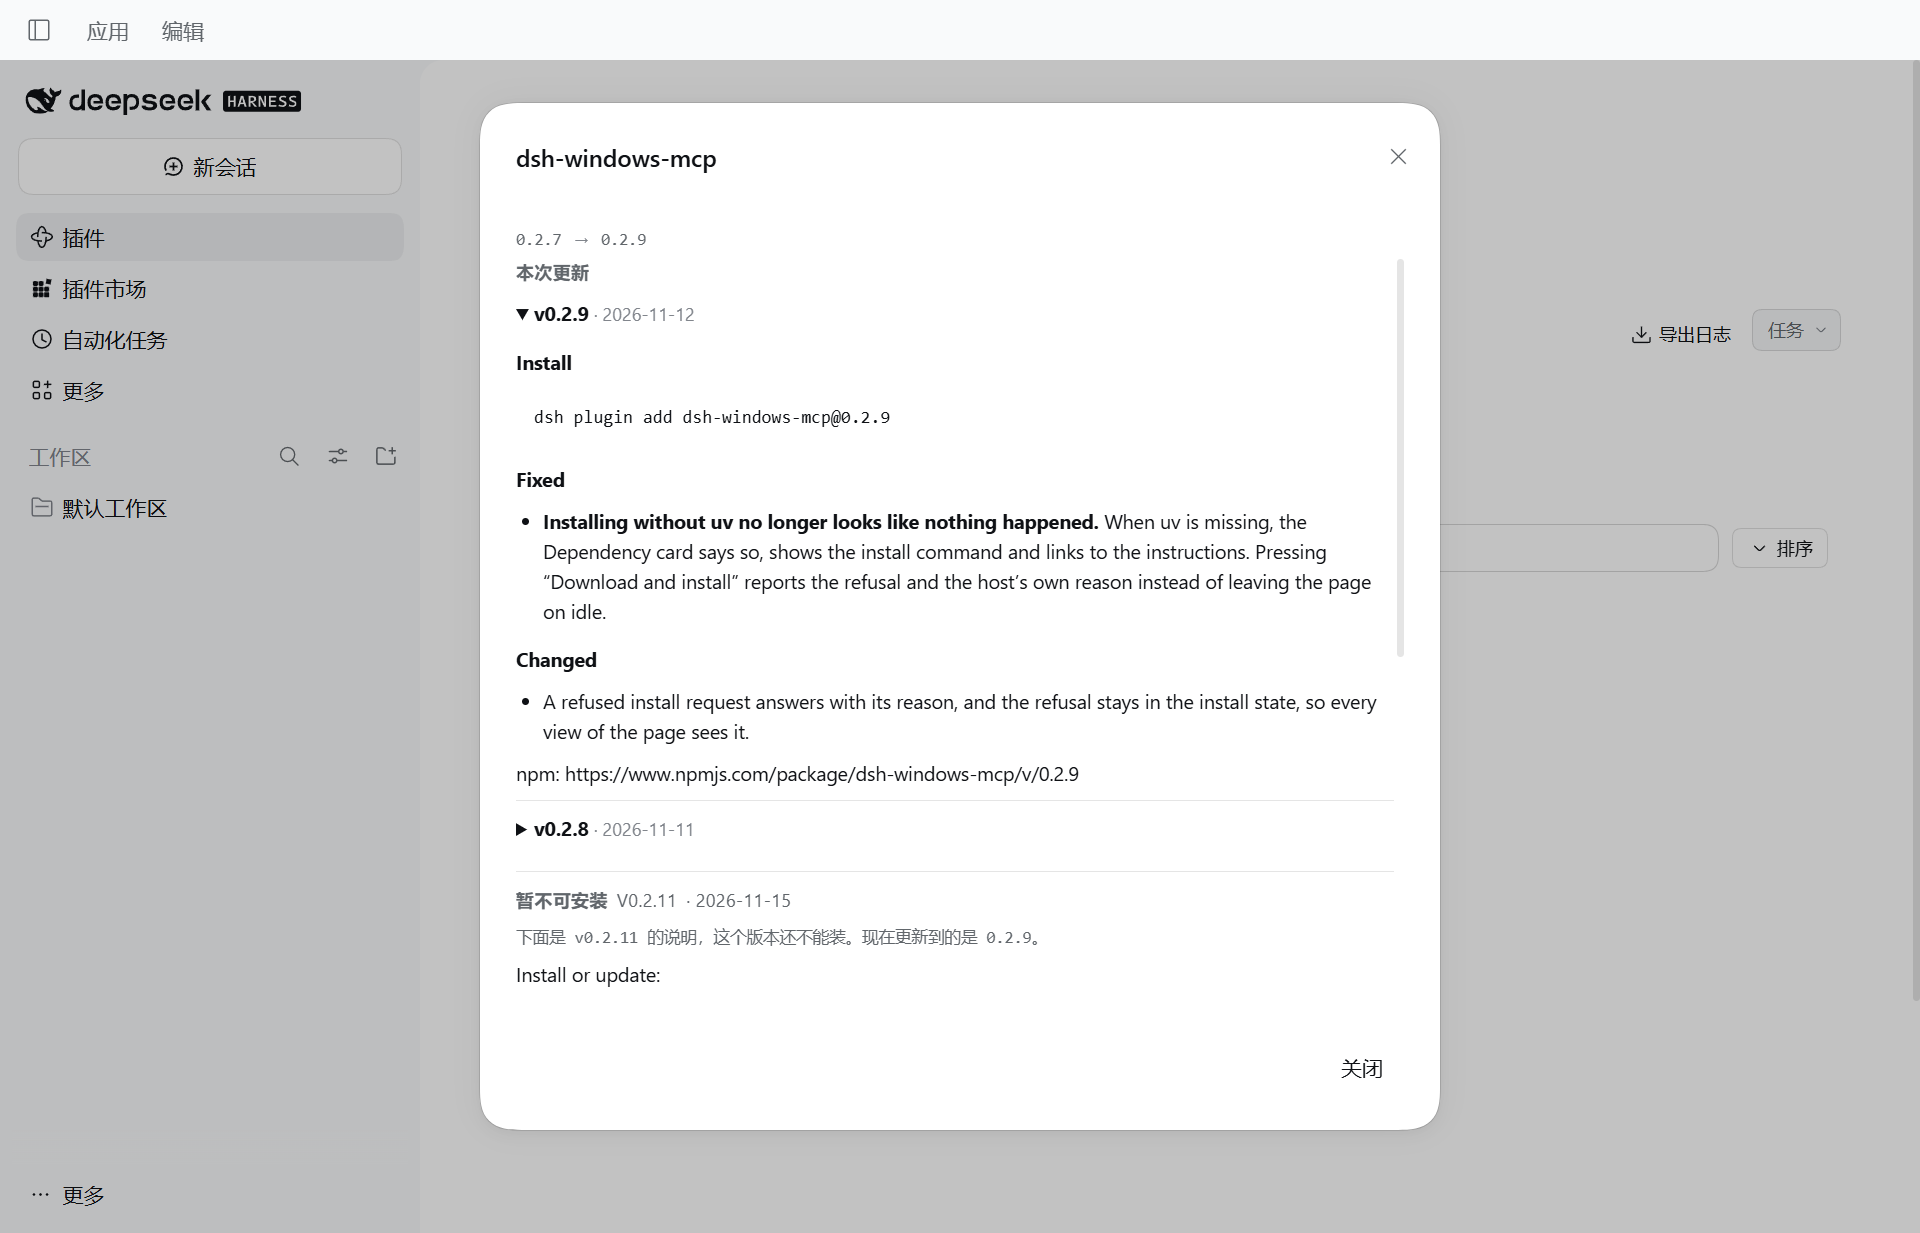 应用 编辑
deepseek HARNESS
新会话
插件
插件市场
自动化任务
更多
工作区
默认工作区
更多
导出日志 任务
排序
dsh-windows-mcp
0.2.7 → 0.2.9
本次更新
v0.2.9 · 2026-11-12
Install
dsh plugin add dsh-windows-mcp@0.2.9
Fixed
• Installing without uv no longer looks like nothing happened. When uv is missing, the
Dependency card says so, shows the install command and links to the instructions. Pressing
“Download and install” reports the refusal and the host’s own reason instead of leaving the page
on idle.
Changed
• A refused install request answers with its reason, and the refusal stays in the install state, so every
view of the page sees it.
npm: https://www.npmjs.com/package/dsh-windows-mcp/v/0.2.9
v0.2.8 · 2026-11-11
暂不可安装 V0.2.11 · 2026-11-15
下面是 v0.2.11 的说明，这个版本还不能装。现在更新到的是 0.2.9。
Install or update:
关闭